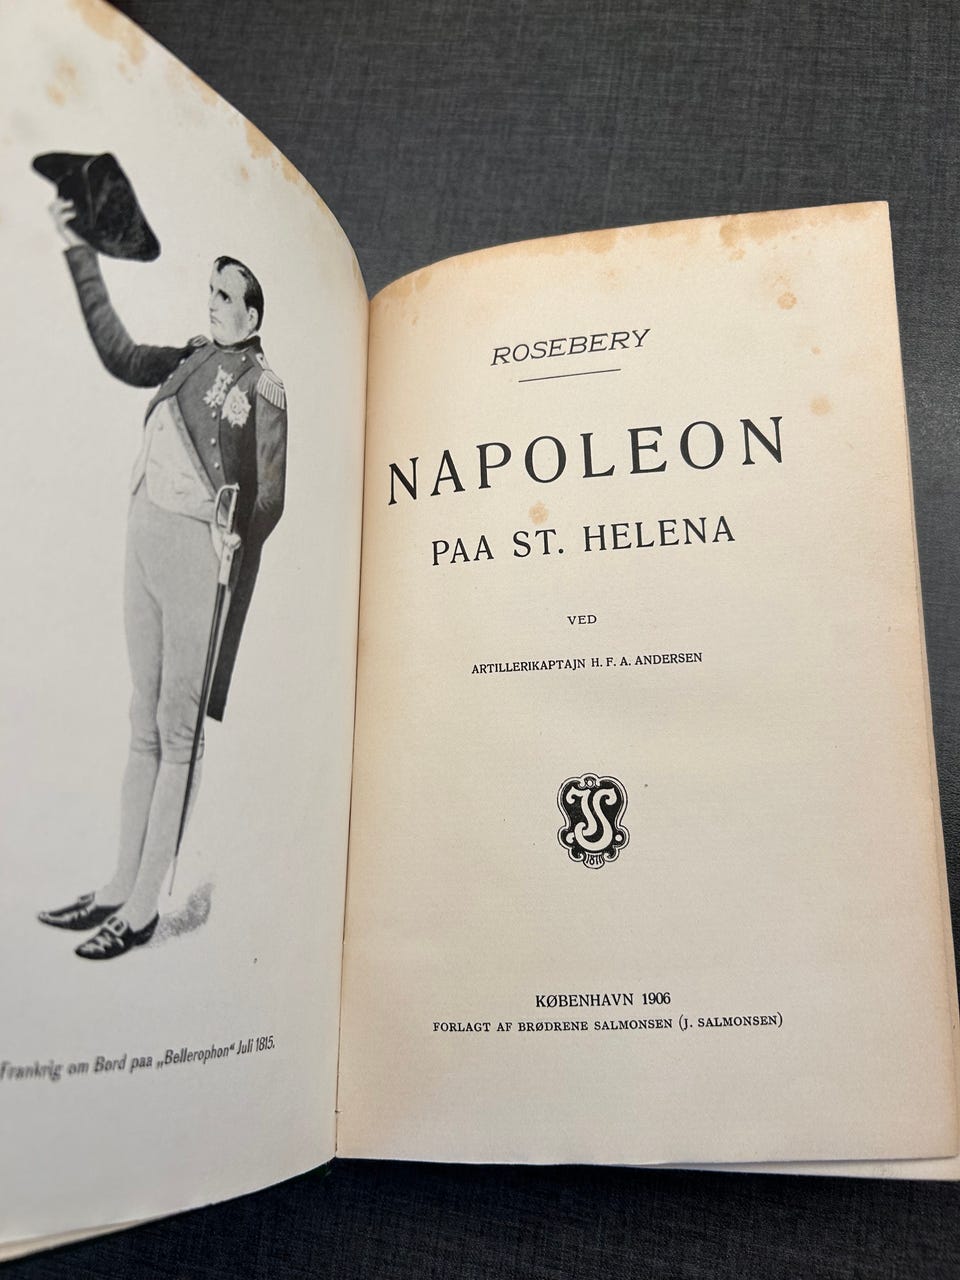 Frankrig om Bord paa „Bellerophon“ Juli 1815.
ROSEBERY
NAPOLEON
PAA ST. HELENA
VED
ARTILLERIKAPTAJN H. F. A. ANDERSEN
JS
KØBENHAVN 1906
FORLAGT AF BRØDRENE SALMONSEN (J. SALMONSEN)